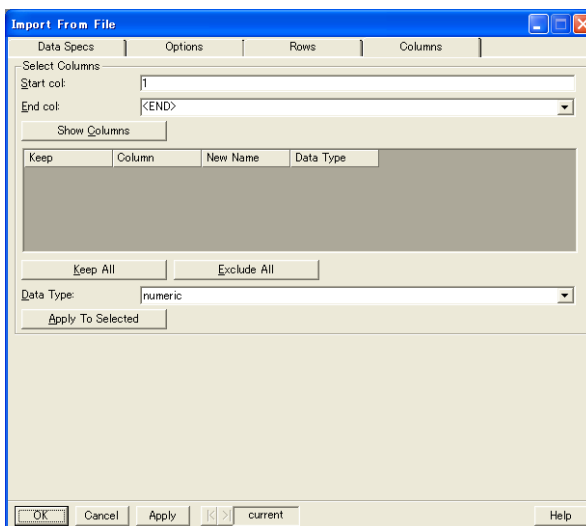 Import From File
Data Specs Options Rows Columns
Select Columns
Start col: 1
End col: <END>
Show Columns
Keep Column New Name Data Type
Keep All Exclude All
Data Type: numeric
Apply To Selected
OK Cancel Apply current Help